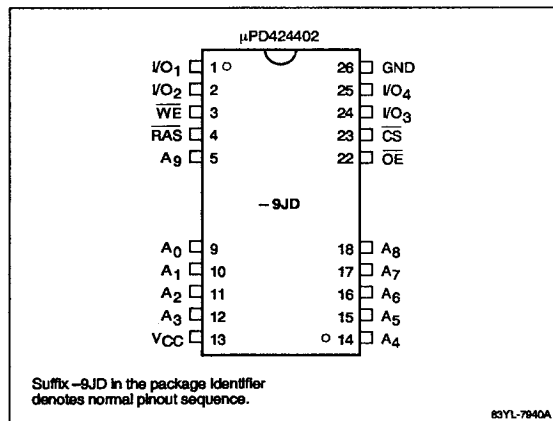 μPD424402
I/O1 1 26 GND
I/O2 2 25 I/O4
WE 3 24 I/O3
RAS 4 23 CS
A9 5 22 OE
–9JD
A0 9 18 A8
A1 10 17 A7
A2 11 16 A6
A3 12 15 A5
VCC 13 14 A4
Suffix –9JD in the package identifier
denotes normal pinout sequence.
83YL-7940A